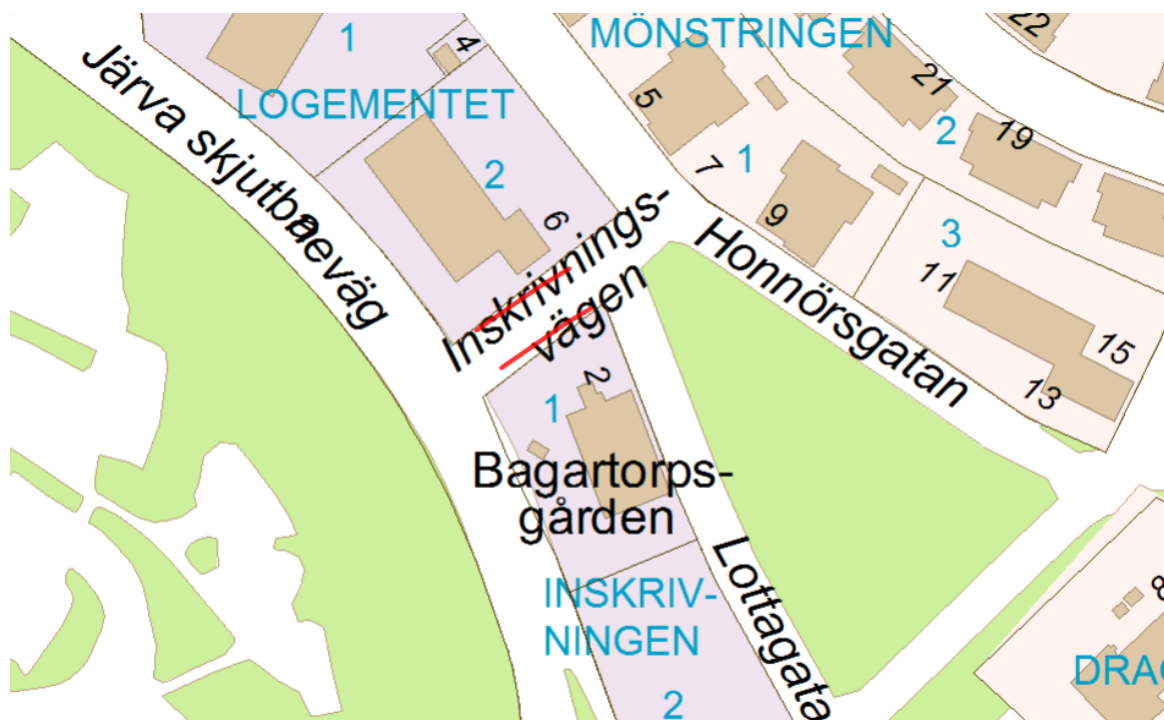 22
MÖNSTRINGEN
1
4
21
Järva skjutbaneväg
LOGEMENTET
5
2
19
2
7
1
6
9
3
Inskrivnings-
vägen
Honnörsgatan
11
15
13
2
1
Bagartorps-
gården
Lottagata
INSKRIV-
NINGEN
8
2